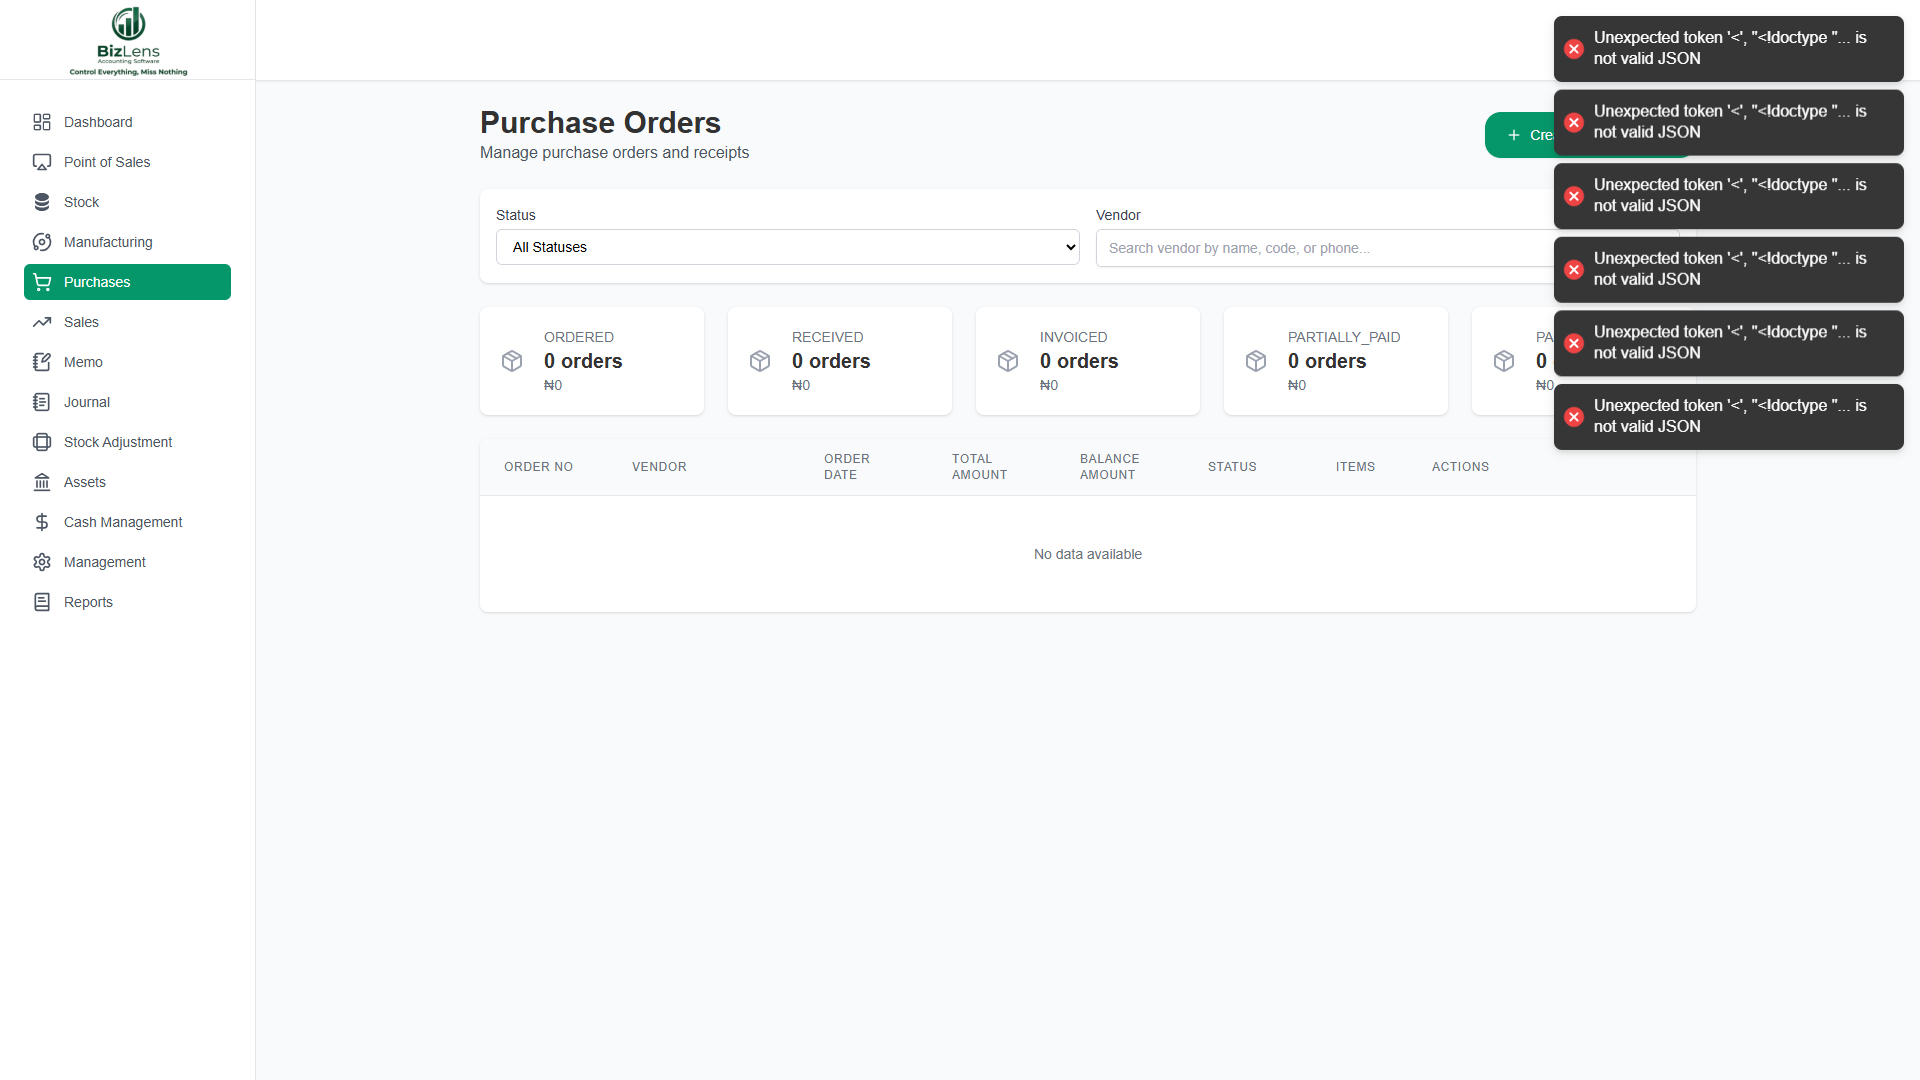 BizLens
Accounting Software
Control Everything, Miss Nothing
Dashboard
Point of Sales
Stock
Manufacturing
Purchases
Sales
Memo
Journal
Stock Adjustment
Assets
Cash Management
Management
Reports
Purchase Orders
Manage purchase orders and receipts
+ Cre
Status
All Statuses
Vendor
Search vendor by name, code, or phone...
ORDERED
0 orders
₦0
RECEIVED
0 orders
₦0
INVOICED
0 orders
₦0
PARTIALLY_PAID
0 orders
₦0
PA
0
₦0
ORDER NO
VENDOR
ORDER
DATE
TOTAL
AMOUNT
BALANCE
AMOUNT
STATUS
ITEMS
ACTIONS
No data available
Unexpected token '<', "<!doctype "... is
not valid JSON
Unexpected token '<', "<!doctype "... is
not valid JSON
Unexpected token '<', "<!doctype "... is
not valid JSON
Unexpected token '<', "<!doctype "... is
not valid JSON
Unexpected token '<', "<!doctype "... is
not valid JSON
Unexpected token '<', "<!doctype "... is
not valid JSON